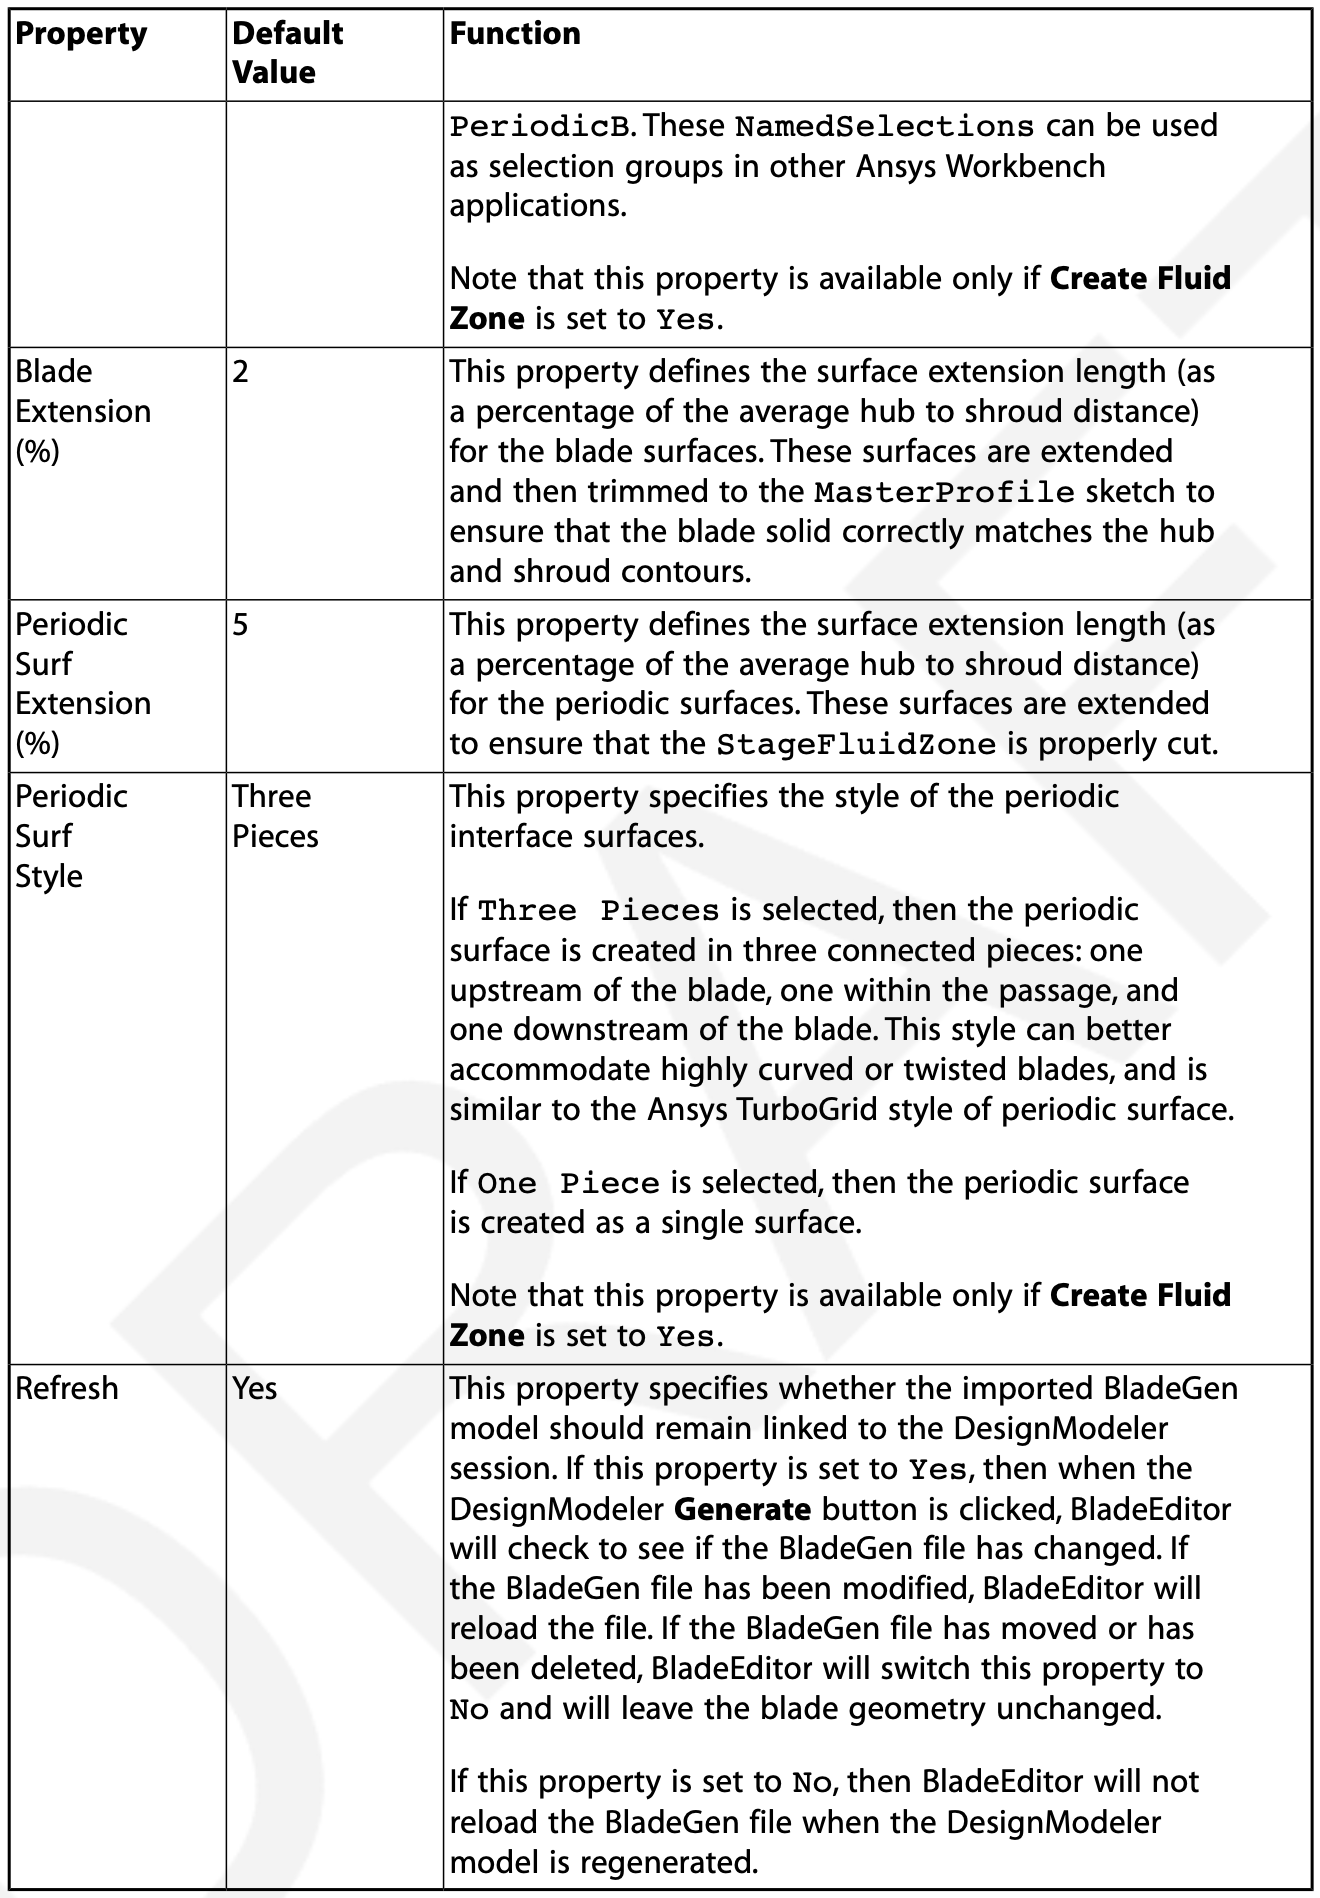 Property Default Value Function
PeriodicB. These NamedSelections can be used
as selection groups in other Ansys Workbench
applications.
Note that this property is available only if Create Fluid
Zone is set to Yes.
Blade
Extension
(%)
2
This property defines the surface extension length (as
a percentage of the average hub to shroud distance)
for the blade surfaces. These surfaces are extended
and then trimmed to the MasterProfile sketch to
ensure that the blade solid correctly matches the hub
and shroud contours.
Periodic
Surf
Extension
(%)
5
This property defines the surface extension length (as
a percentage of the average hub to shroud distance)
for the periodic surfaces. These surfaces are extended
to ensure that the StageFluidZone is properly cut.
Periodic
Surf
Style
Three
Pieces
This property specifies the style of the periodic
interface surfaces.
If Three Pieces is selected, then the periodic
surface is created in three connected pieces: one
upstream of the blade, one within the passage, and
one downstream of the blade. This style can better
accommodate highly curved or twisted blades, and is
similar to the Ansys TurboGrid style of periodic surface.
If One Piece is selected, then the periodic surface
is created as a single surface.
Note that this property is available only if Create Fluid
Zone is set to Yes.
Refresh
Yes
This property specifies whether the imported BladeGen
model should remain linked to the DesignModeler
session. If this property is set to Yes, then when the
DesignModeler Generate button is clicked, BladeEditor
will check to see if the BladeGen file has changed. If
the BladeGen file has been modified, BladeEditor will
reload the file. If the BladeGen file has moved or has
been deleted, BladeEditor will switch this property to
No and will leave the blade geometry unchanged.
If this property is set to No, then BladeEditor will not
reload the BladeGen file when the DesignModeler
model is regenerated.
DRAFT